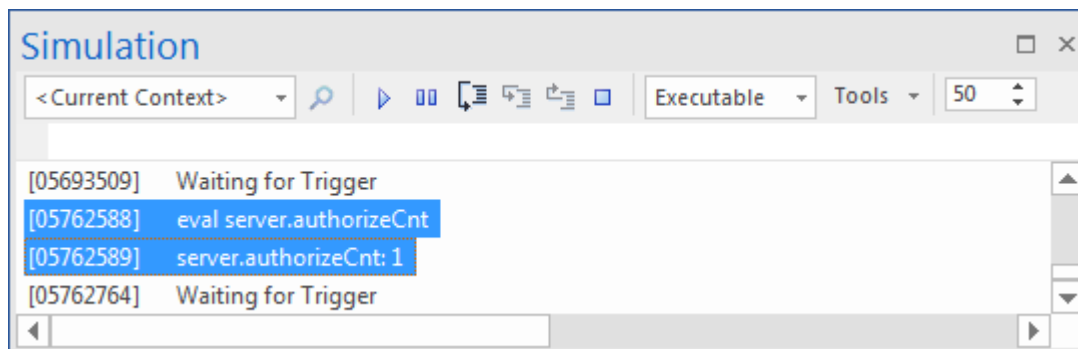 Simulation
<Current Context> Executable Tools 50
[05693509] Waiting for Trigger
[05762588] eval server.authorizeCnt
[05762589] server.authorizeCnt: 1
[05762764] Waiting for Trigger